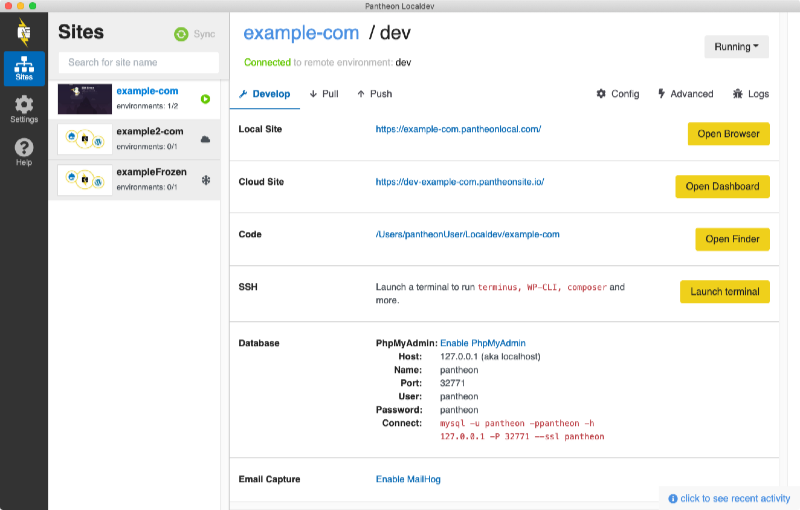 Pantheon Localdev
Sites
Settings
Help
Sites
Sync
Search for site name
example-com
environments: 1/2
example2-com
environments: 0/1
exampleFrozen
environments: 0/1
example-com / dev
Running
Connected to remote environment: dev
Develop
Pull
Push
Config
Advanced
Logs
Local Site
https://example-com.pantheonlocal.com/
Open Browser
Cloud Site
https://dev-example-com.pantheonsite.io/
Open Dashboard
Code
/Users/pantheonUser/Localdev/example-com
Open Finder
SSH
Launch a terminal to run terminus, WP-CLI, composer and
more.
Launch terminal
Database
PhpMyAdmin: Enable PhpMyAdmin
Host: 127.0.0.1 (aka localhost)
Name: pantheon
Port: 32771
User: pantheon
Password: pantheon
Connect: mysql -u pantheon -ppantheon -h
127.0.0.1 -P 32771 --ssl pantheon
Email Capture
Enable MailHog
click to see recent activity